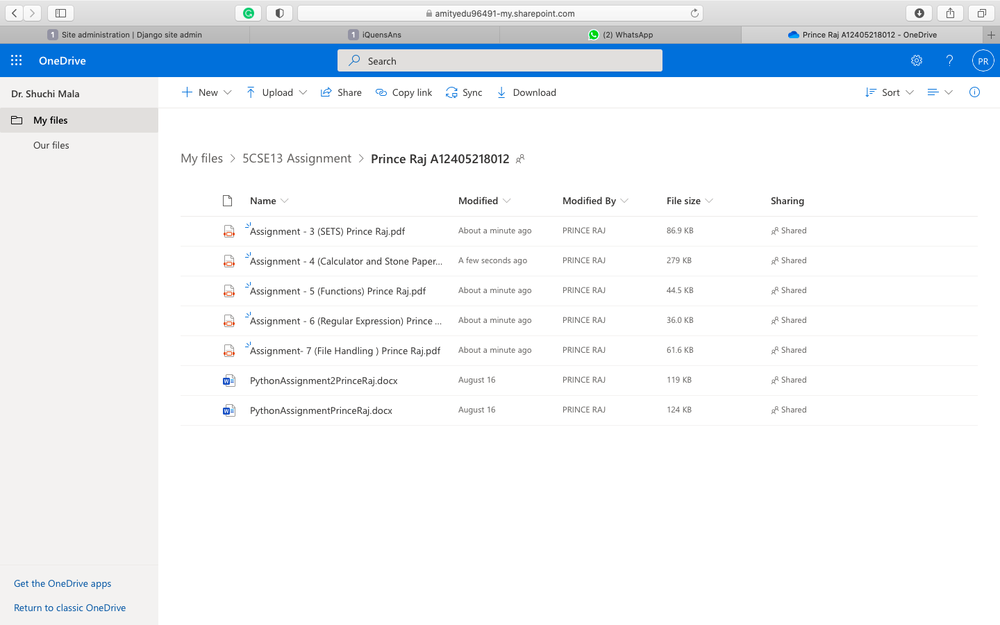 amityedu96491-my.sharepoint.com
1 Site administration | Django site admin
1 iQuensAns
(2) WhatsApp
Prince Raj A12405218012 - OneDrive
OneDrive
Search
?
PR
Dr. Shuchi Mala
My files
Our files
New
Upload
Share
Copy link
Sync
Download
Sort
My files > 5CSE13 Assignment > Prince Raj A12405218012
Name Modified Modified By File size Sharing
Assignment - 3 (SETS) Prince Raj.pdf About a minute ago PRINCE RAJ 86.9 KB Shared
Assignment - 4 (Calculator and Stone Paper... A few seconds ago PRINCE RAJ 279 KB Shared
Assignment - 5 (Functions) Prince Raj.pdf About a minute ago PRINCE RAJ 44.5 KB Shared
Assignment - 6 (Regular Expression) Prince ... About a minute ago PRINCE RAJ 36.0 KB Shared
Assignment- 7 (File Handling ) Prince Raj.pdf About a minute ago PRINCE RAJ 61.6 KB Shared
PythonAssignment2PrinceRaj.docx August 16 PRINCE RAJ 119 KB Shared
PythonAssignmentPrinceRaj.docx August 16 PRINCE RAJ 124 KB Shared
Get the OneDrive apps
Return to classic OneDrive